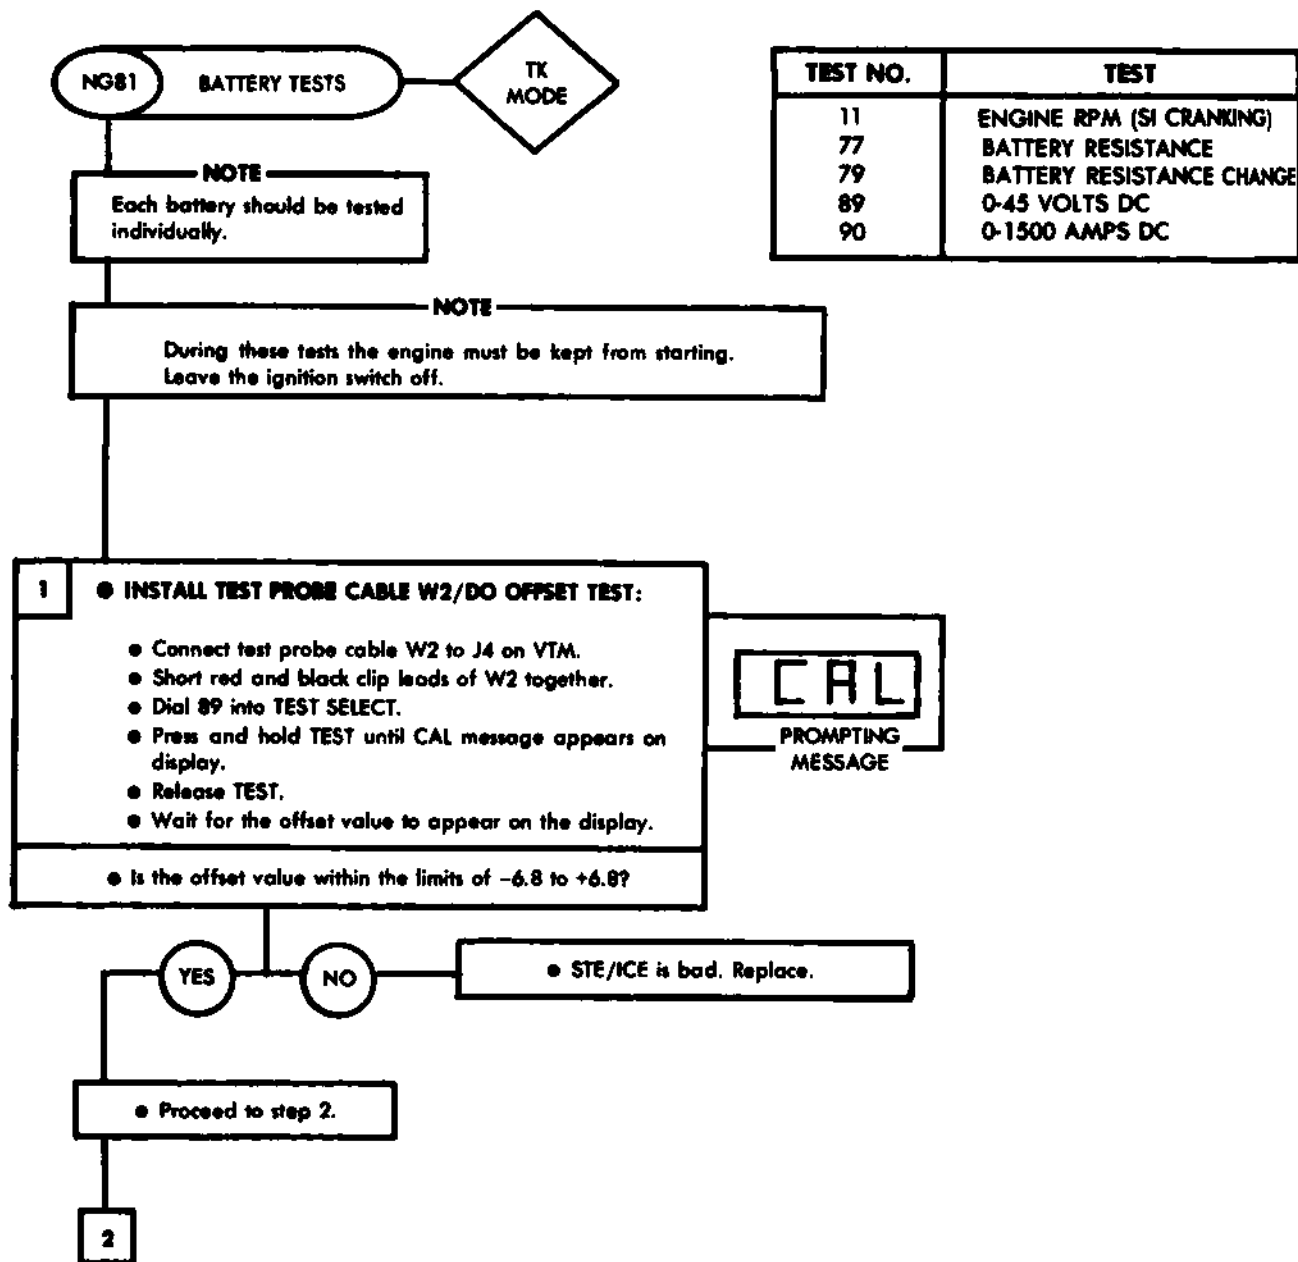 NG81 BATTERY TESTS
TK
MODE
TEST NO. TEST
11 ENGINE RPM (SI CRANKING)
77 BATTERY RESISTANCE
79 BATTERY RESISTANCE CHANGE
89 0-45 VOLTS DC
90 0-1500 AMPS DC
NOTE
Each battery should be tested
individually.
NOTE
During these tests the engine must be kept from starting.
Leave the ignition switch off.
1 ● INSTALL TEST PROBE CABLE W2/DO OFFSET TEST:
● Connect test probe cable W2 to J4 on VTM.
● Short red and black clip leads of W2 together.
● Dial 89 into TEST SELECT.
● Press and hold TEST until CAL message appears on
display.
● Release TEST.
● Wait for the offset value to appear on the display.
CAL
PROMPTING
MESSAGE
● Is the offset value within the limits of -6.8 to +6.8?
YES NO ● STE/ICE is bad. Replace.
● Proceed to step 2.
2